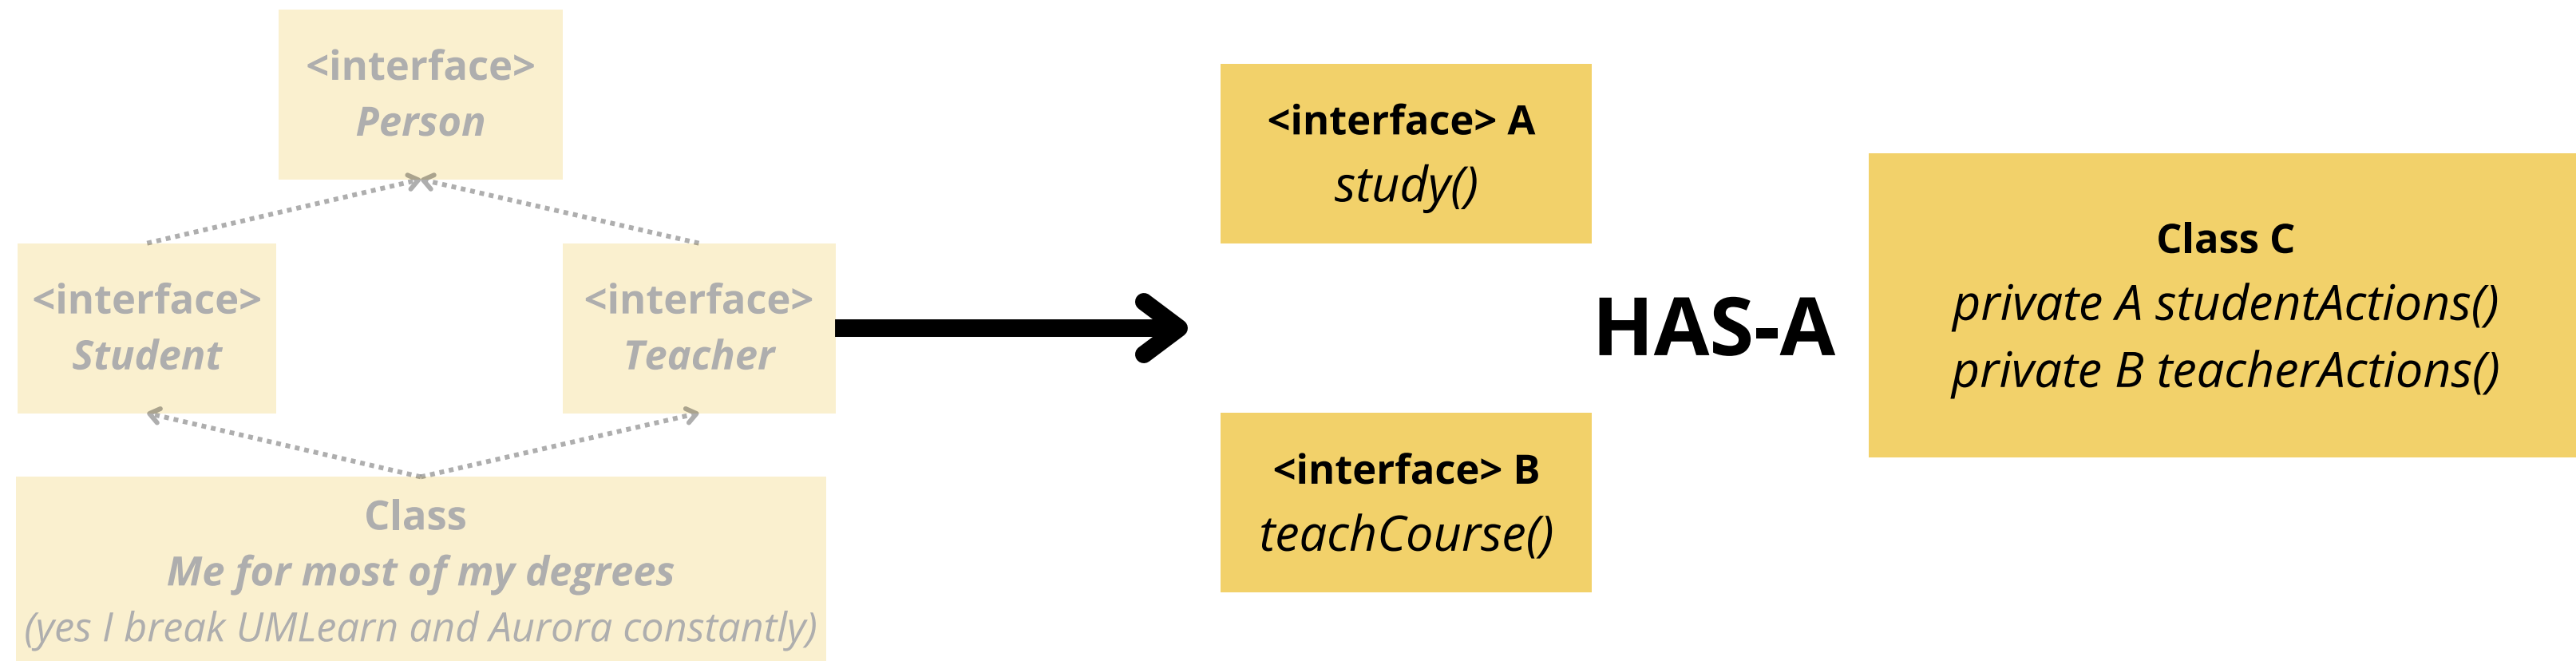 <interface>
Person
<interface>
Student
<interface>
Teacher
Class
Me for most of my degrees
(yes I break UMLearn and Aurora constantly)
<interface> A
study()
<interface> B
teachCourse()
HAS-A
Class C
private A studentActions()
private B teacherActions()